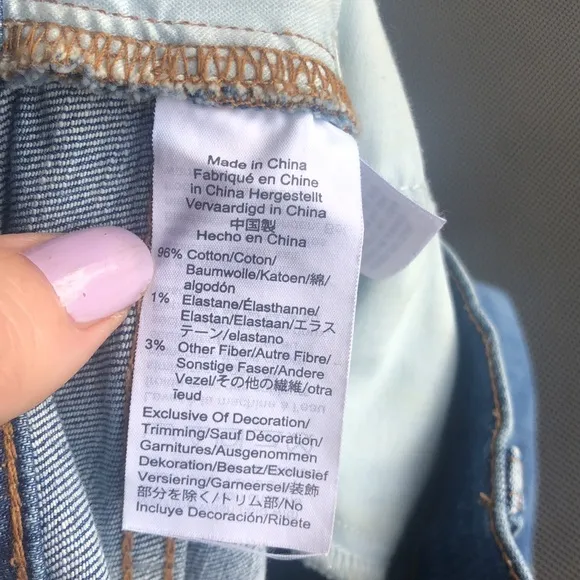 Made in China
Fabriqué en Chine
in China Hergestellt
Vervaardigd in China
中国製
Hecho en China
96% Cotton/Coton/
Baumwolle/Katoen/綿/
algodón
1% Elastane/Élasthanne/
Elastan/Elastaan/エラス
テーン/elastano
3% Other Fiber/Autre Fibre/
Sonstige Faser/Andere
Vezel/その他の繊維/otra
Teud
Exclusive Of Decoration/
Trimming/Sauf Décoration/
Garnitures/Ausgenommen
Dekoration/Besatz/Exclusief
Versiering/Garneersel/装飾
部分を除く/トリム部/No
Incluye Decoración/Ribete